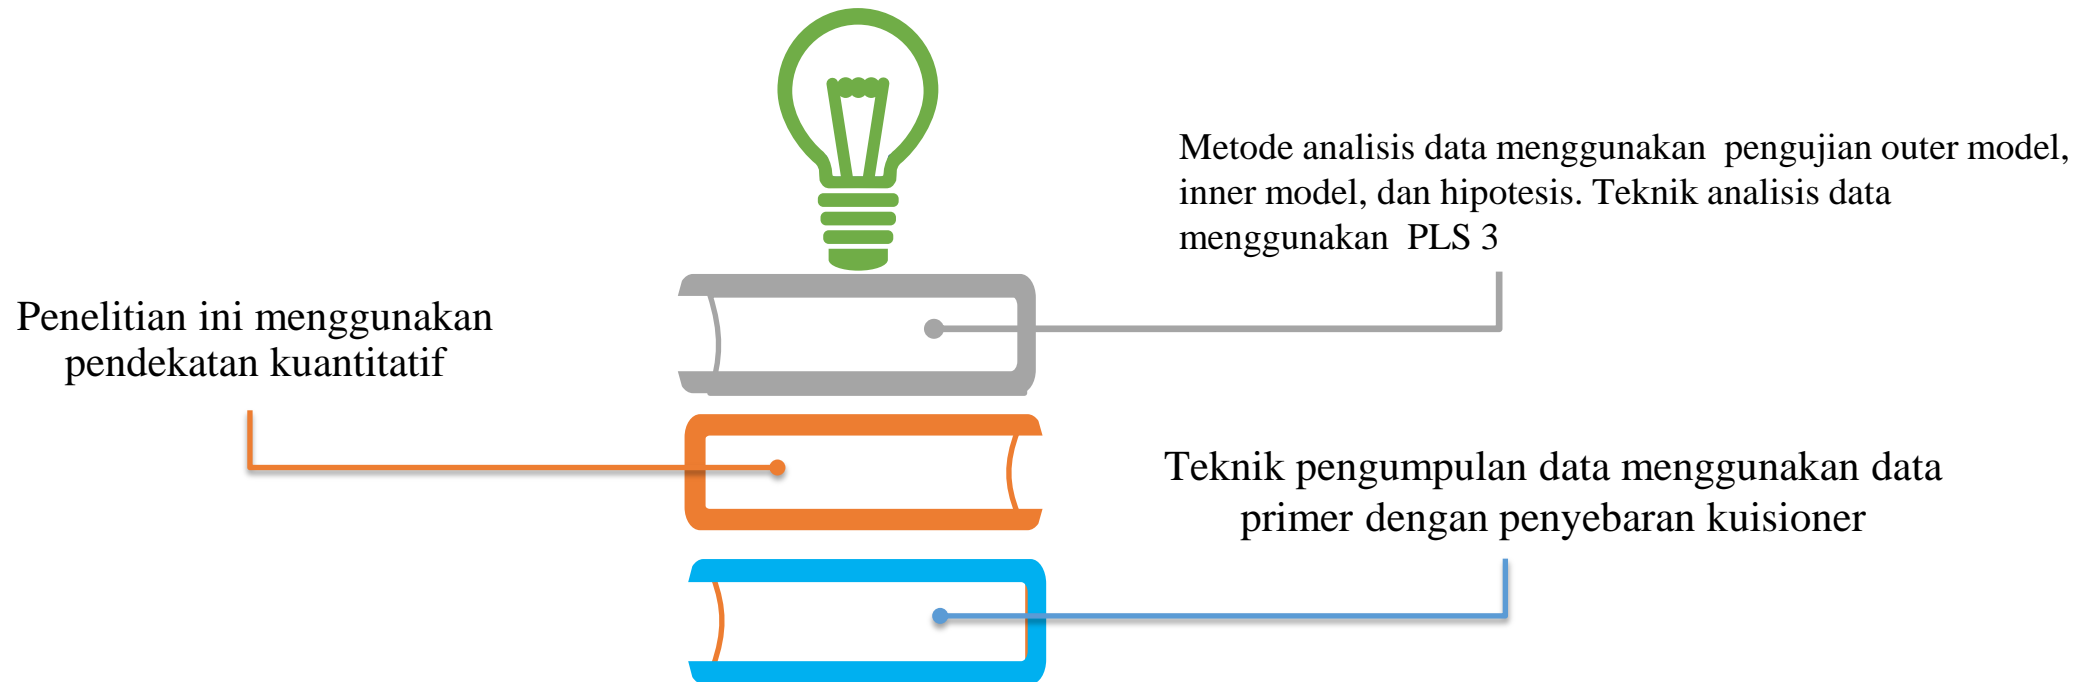 Metode analisis data menggunakan  pengujian outer model,
inner model, dan hipotesis. Teknik analisis data
menggunakan  PLS 3
Penelitian ini menggunakan
pendekatan kuantitatif
Teknik pengumpulan data menggunakan data
primer dengan penyebaran kuisioner